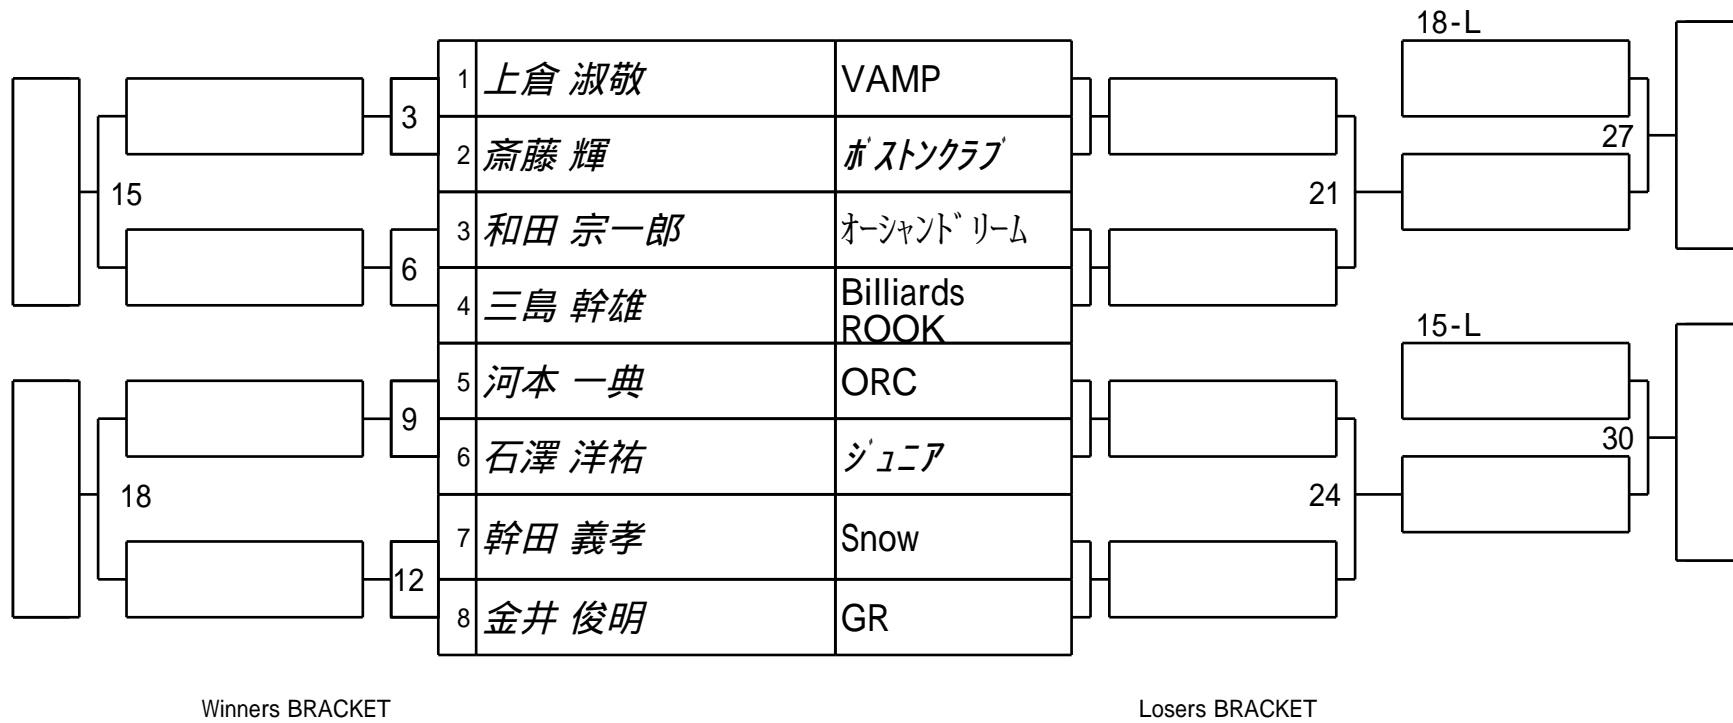 18-L
1 上倉 淑敬 VAMP
3
2 斎藤 輝 ボストンクラブ
27
15
21
3 和田 宗一郎 オーシャンドリーム
6
4 三島 幹雄 Billiards
ROOK
15-L
5 河本 一典 ORC
9
30
6 石澤 洋祐 ジュニア
18
24
7 幹田 義孝 Snow
12
8 金井 俊明 GR
Winners BRACKET
Losers BRACKET